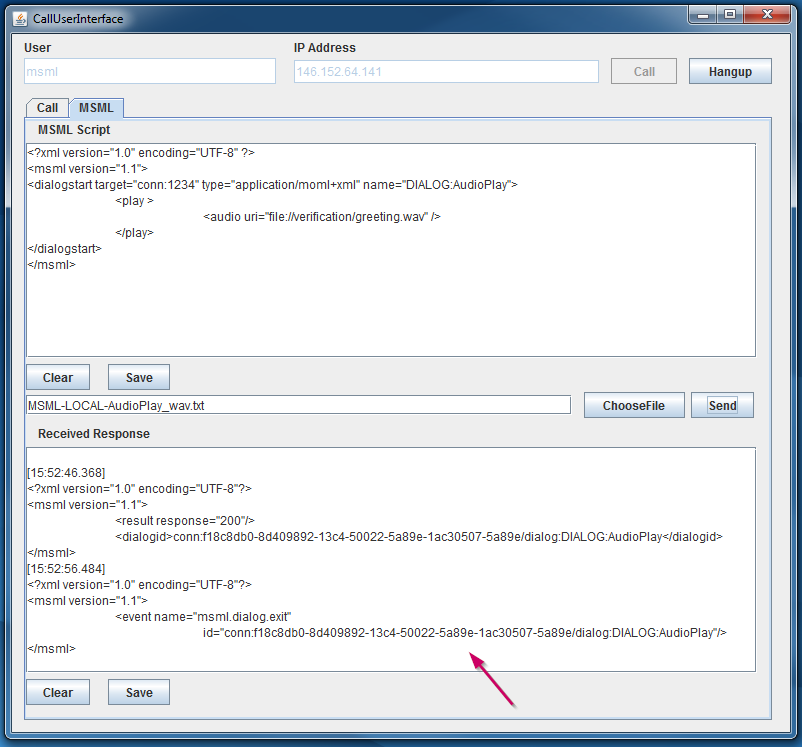 CallUserInterface
User
IP Address
msml
146.152.64.141
Call
Hangup
Call
MSML
MSML Script
<?xml version="1.0" encoding="UTF-8" ?>
<msml version="1.1">
<dialogstart target="conn:1234" type="application/moml+xml" name="DIALOG:AudioPlay">
<play >
<audio uri="file://verification/greeting.wav" />
</play>
</dialogstart>
</msml>
Clear
Save
MSML-LOCAL-AudioPlay_wav.txt
ChooseFile
Send
Received Response
[15:52:46.368]
<?xml version="1.0" encoding="UTF-8"?>
<msml version="1.1">
<result response="200"/>
<dialogid>conn:f18c8db0-8d409892-13c4-50022-5a89e-1ac30507-5a89e/dialog:DIALOG:AudioPlay</dialogid>
</msml>
[15:52:56.484]
<?xml version="1.0" encoding="UTF-8"?>
<msml version="1.1">
<event name="msml.dialog.exit"
id="conn:f18c8db0-8d409892-13c4-50022-5a89e-1ac30507-5a89e/dialog:DIALOG:AudioPlay"/>
</msml>
Clear
Save